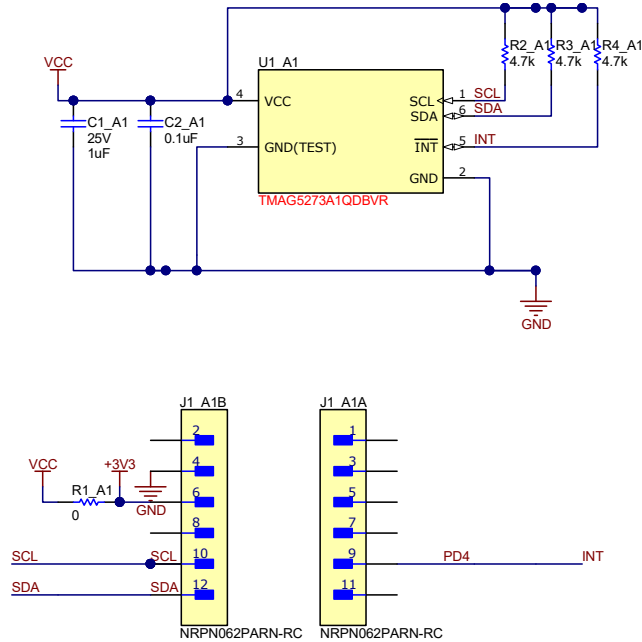 R2_A1 R3_A1 R4_A1
4.7k 4.7k 4.7k
VCC
U1_A1
4 VCC SCL 1 SCL
SDA 6 SDA
C1_A1 C2_A1
25V 0.1uF
1uF
3 GND(TEST) INT 5 INT
GND 2
TMAG5273A1QDBVR
GND
J1_A1B J1_A1A
2 1
4 3
VCC +3V3
R1_A1 6 5
0 GND
8 7
SCL SCL 10 9 PD4 INT
SDA SDA 12 11
NRPN062PARN-RC NRPN062PARN-RC